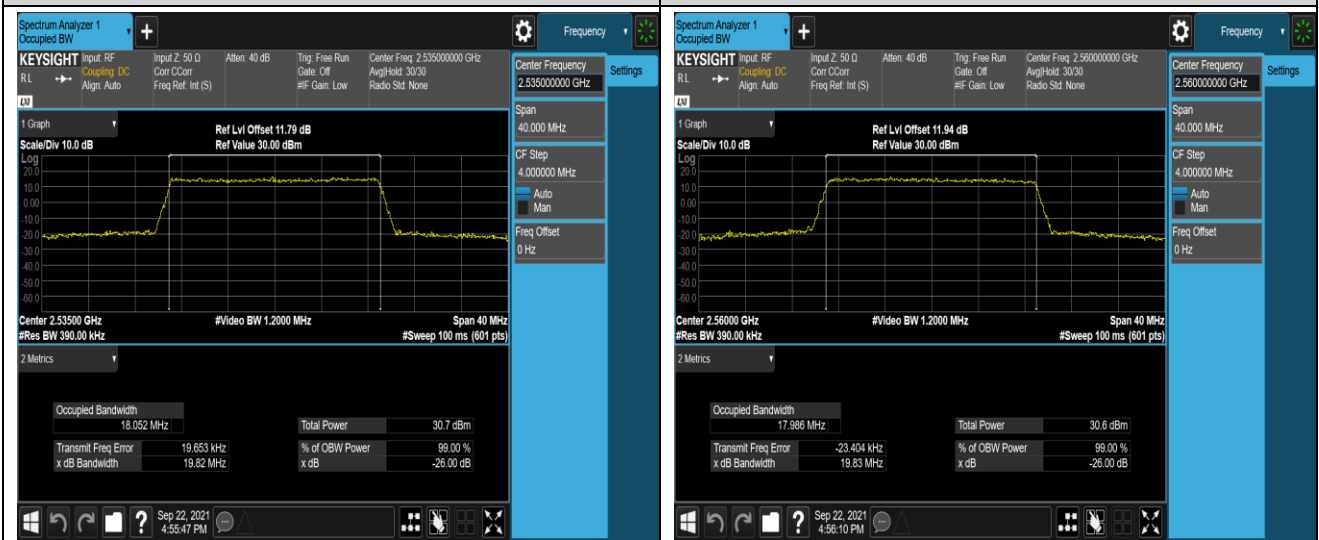 Spectrum Analyzer 1
Occupied BW
+
Frequency
KEYSIGHT Input: RF Input Z: 50 Ω Atten: 40 dB Trig: Free Run Center Freq: 2.535000000 GHz
RL Coupling: DC Corr CCorr Gate: Off Avg|Hold: 30/30
Align: Auto Freq Ref: Int (S) #IF Gain: Low Radio Std: None
LXI
Center Frequency
2.535000000 GHz
Settings
Span
40.000 MHz
CF Step
4.000000 MHz
Auto
Man
Freq Offset
0 Hz
1 Graph
Ref Lvl Offset 11.79 dB
Scale/Div 10.0 dB Ref Value 30.00 dBm
Log
20.0
10.0
0.00
-10.0
-20.0
-30.0
-40.0
-50.0
-60.0
Center 2.53500 GHz #Video BW 1.2000 MHz Span 40 MHz
#Res BW 390.00 kHz #Sweep 100 ms (601 pts)
2 Metrics
Occupied Bandwidth
18.052 MHz Total Power 30.7 dBm
Transmit Freq Error 19.653 kHz % of OBW Power 99.00 %
x dB Bandwidth 19.82 MHz x dB -26.00 dB
? Sep 22, 2021
4:55:47 PM
Spectrum Analyzer 1
Occupied BW
+
Frequency
KEYSIGHT Input: RF Input Z: 50 Ω Atten: 40 dB Trig: Free Run Center Freq: 2.560000000 GHz
RL Coupling: DC Corr CCorr Gate: Off Avg|Hold: 30/30
Align: Auto Freq Ref: Int (S) #IF Gain: Low Radio Std: None
LXI
Center Frequency
2.560000000 GHz
Settings
Span
40.000 MHz
CF Step
4.000000 MHz
Auto
Man
Freq Offset
0 Hz
1 Graph
Ref Lvl Offset 11.94 dB
Scale/Div 10.0 dB Ref Value 30.00 dBm
Log
20.0
10.0
0.00
-10.0
-20.0
-30.0
-40.0
-50.0
-60.0
Center 2.56000 GHz #Video BW 1.2000 MHz Span 40 MHz
#Res BW 390.00 kHz #Sweep 100 ms (601 pts)
2 Metrics
Occupied Bandwidth
17.986 MHz Total Power 30.6 dBm
Transmit Freq Error -23.404 kHz % of OBW Power 99.00 %
x dB Bandwidth 19.83 MHz x dB -26.00 dB
? Sep 22, 2021
4:56:10 PM